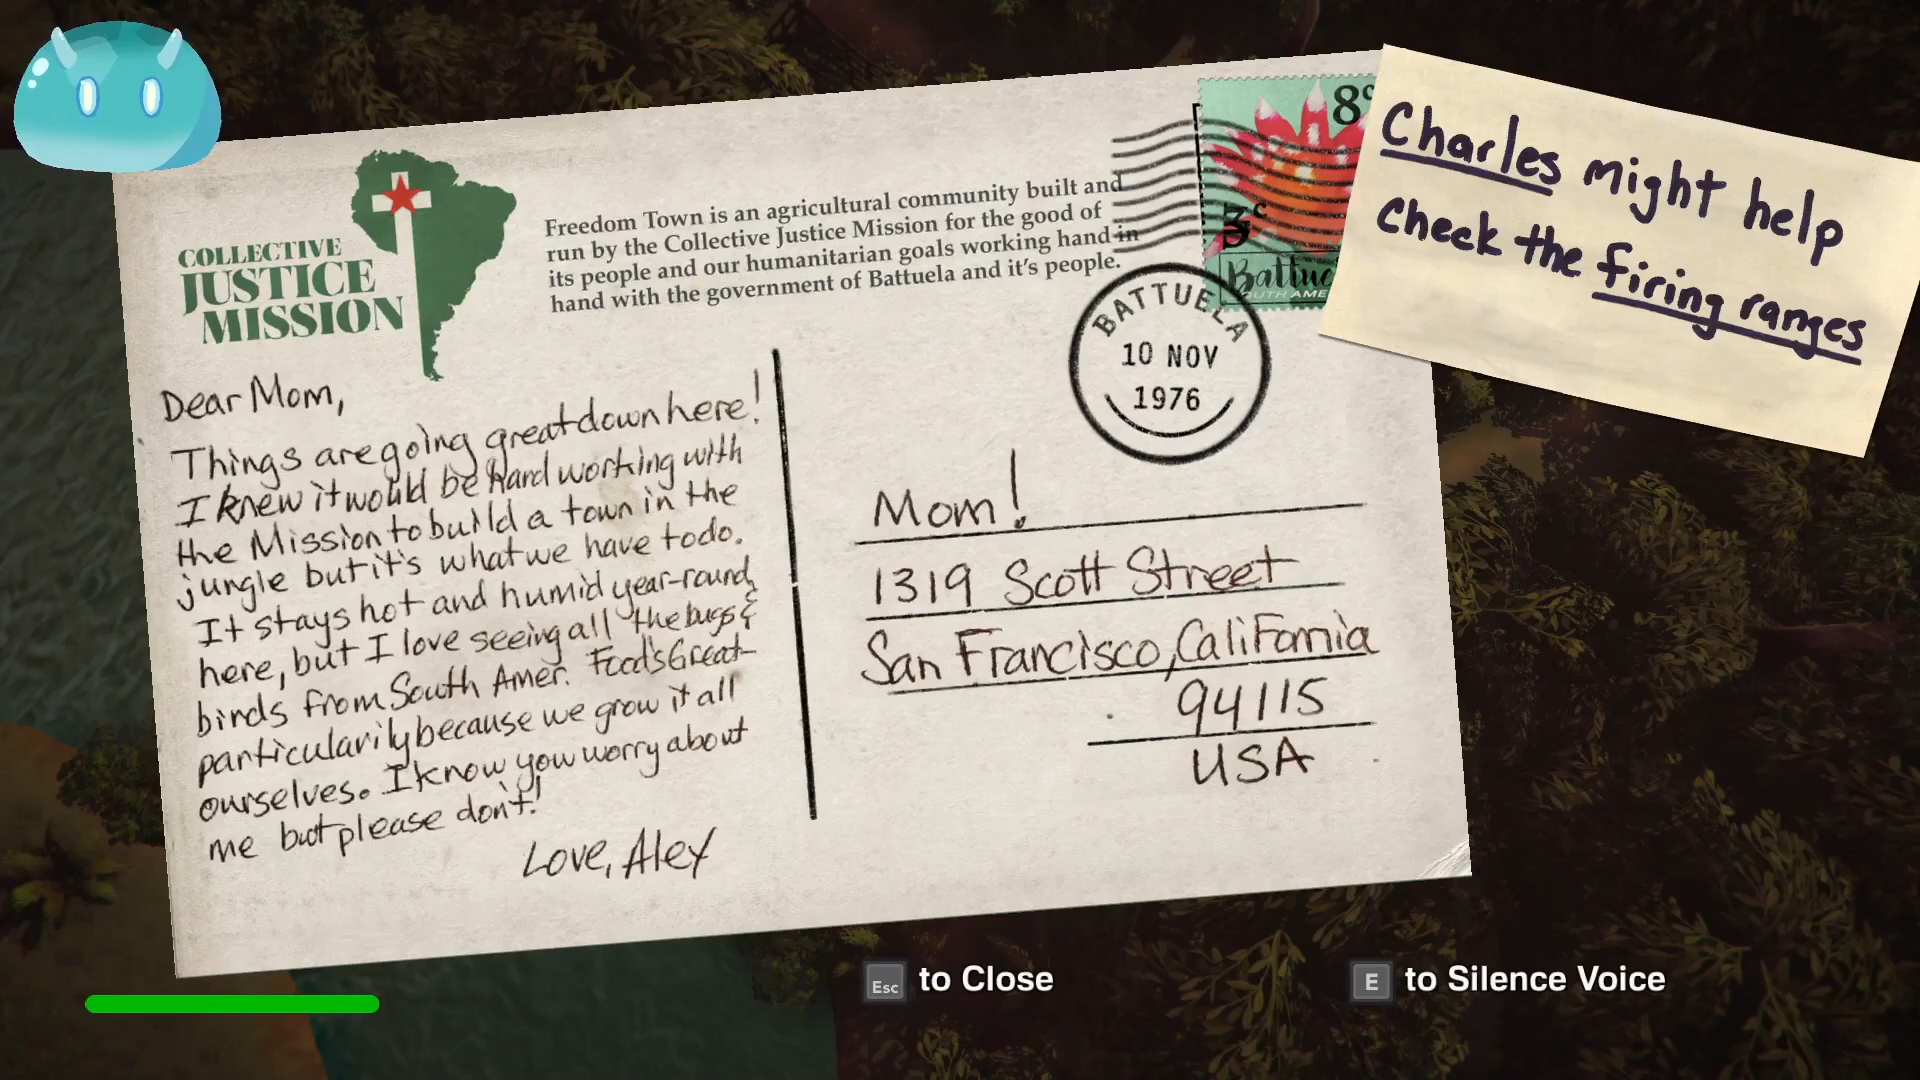 COLLECTIVE
JUSTICE
MISSION
Freedom Town is an agricultural community built and
run by the Collective Justice Mission for the good of
its people and our humanitarian goals working hand in
hand with the government of Battuela and it's people.
8c
3c
SOUTH AME
BATTUELA
10 NOV
1976
Charles might help
Check the firing ranges
Dear Mom,
Things are going great down here!
I knew it would be hard working with
the Mission to build a town in the
jungle but it's what we have to do.
It stays hot and humid year-round
here, but I love seeing all the bugs &
birds from South Amer. Food's Great-
particularily because we grow it all
ourselves. I know you worry about
me but please don't!
Love, Alex
Mom!
1319 Scott Street
San Francisco, California
94115
USA
Esc to Close
E to Silence Voice